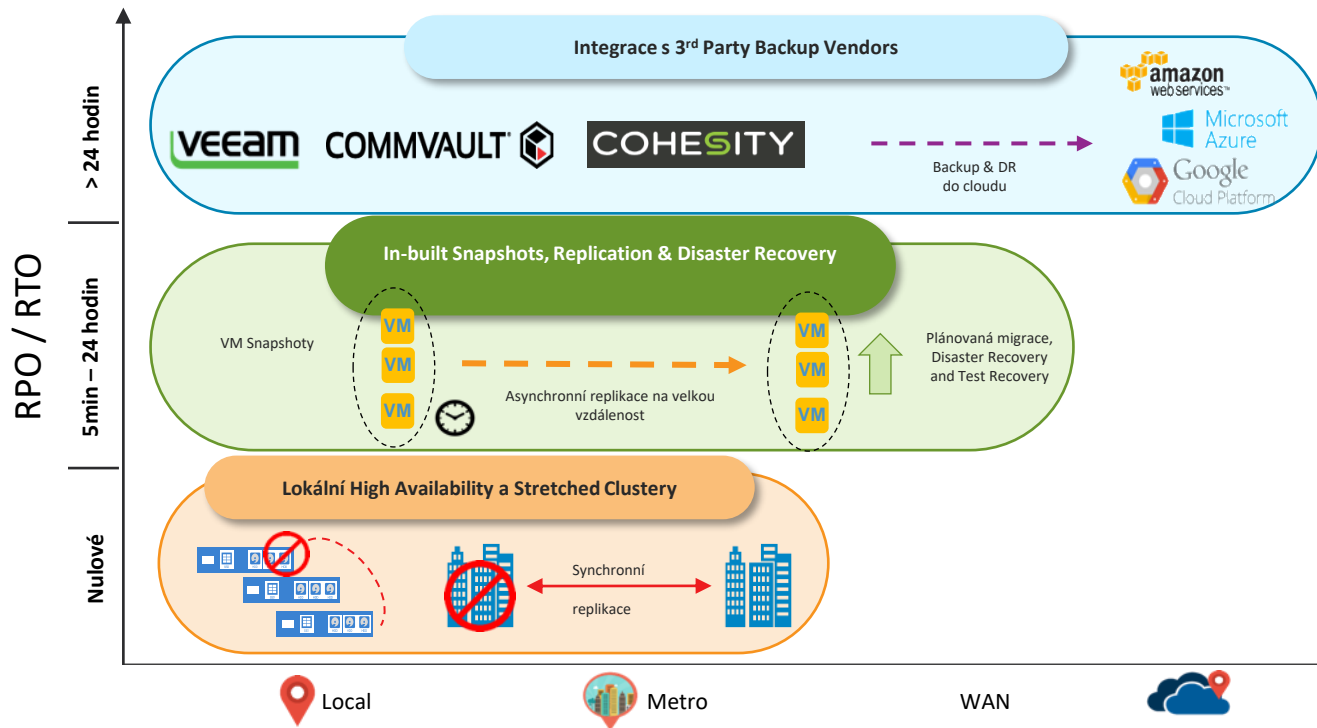 RPO / RTO
> 24 hodin
Integrace s 3rd Party Backup Vendors
veeam
COMMVAULT
COHESITY
Backup & DR
do cloudu
amazon
web services™
Microsoft
Azure
Google
Cloud Platform
5min – 24 hodin
In-built Snapshots, Replication & Disaster Recovery
VM Snapshoty
VM
VM
VM
Asynchronní replikace na velkou
vzdálenost
VM
VM
VM
Plánovaná migrace,
Disaster Recovery
and Test Recovery
Nulové
Lokální High Availability a Stretched Clustery
Synchronní
replikace
Local
Metro
WAN